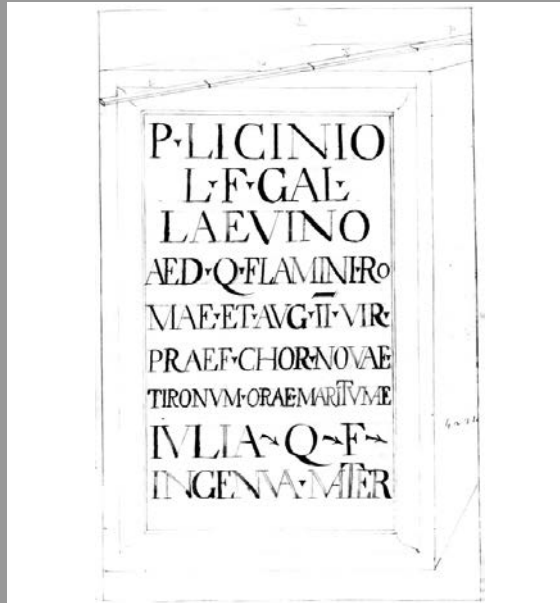 P·LICINIO
L·F·GAL·
LAEVINO
AED·Q·FLAMINI·RO
MAE·ET·AVG·II·VIR·
PRAEF·CHOR·NOVAE
TIRONVM·ORAE·MARITVMAE
IVLIA·Q·F·
INGENVA·MATER